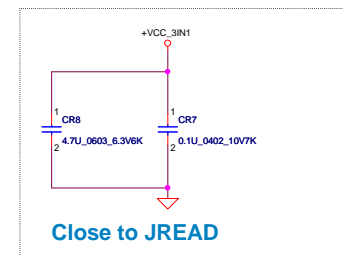 +VCC_3IN1
1
CR8
4.7U_0603_6.3V6K
2
1
CR7
0.1U_0402_10V7K
2
Close to JREAD